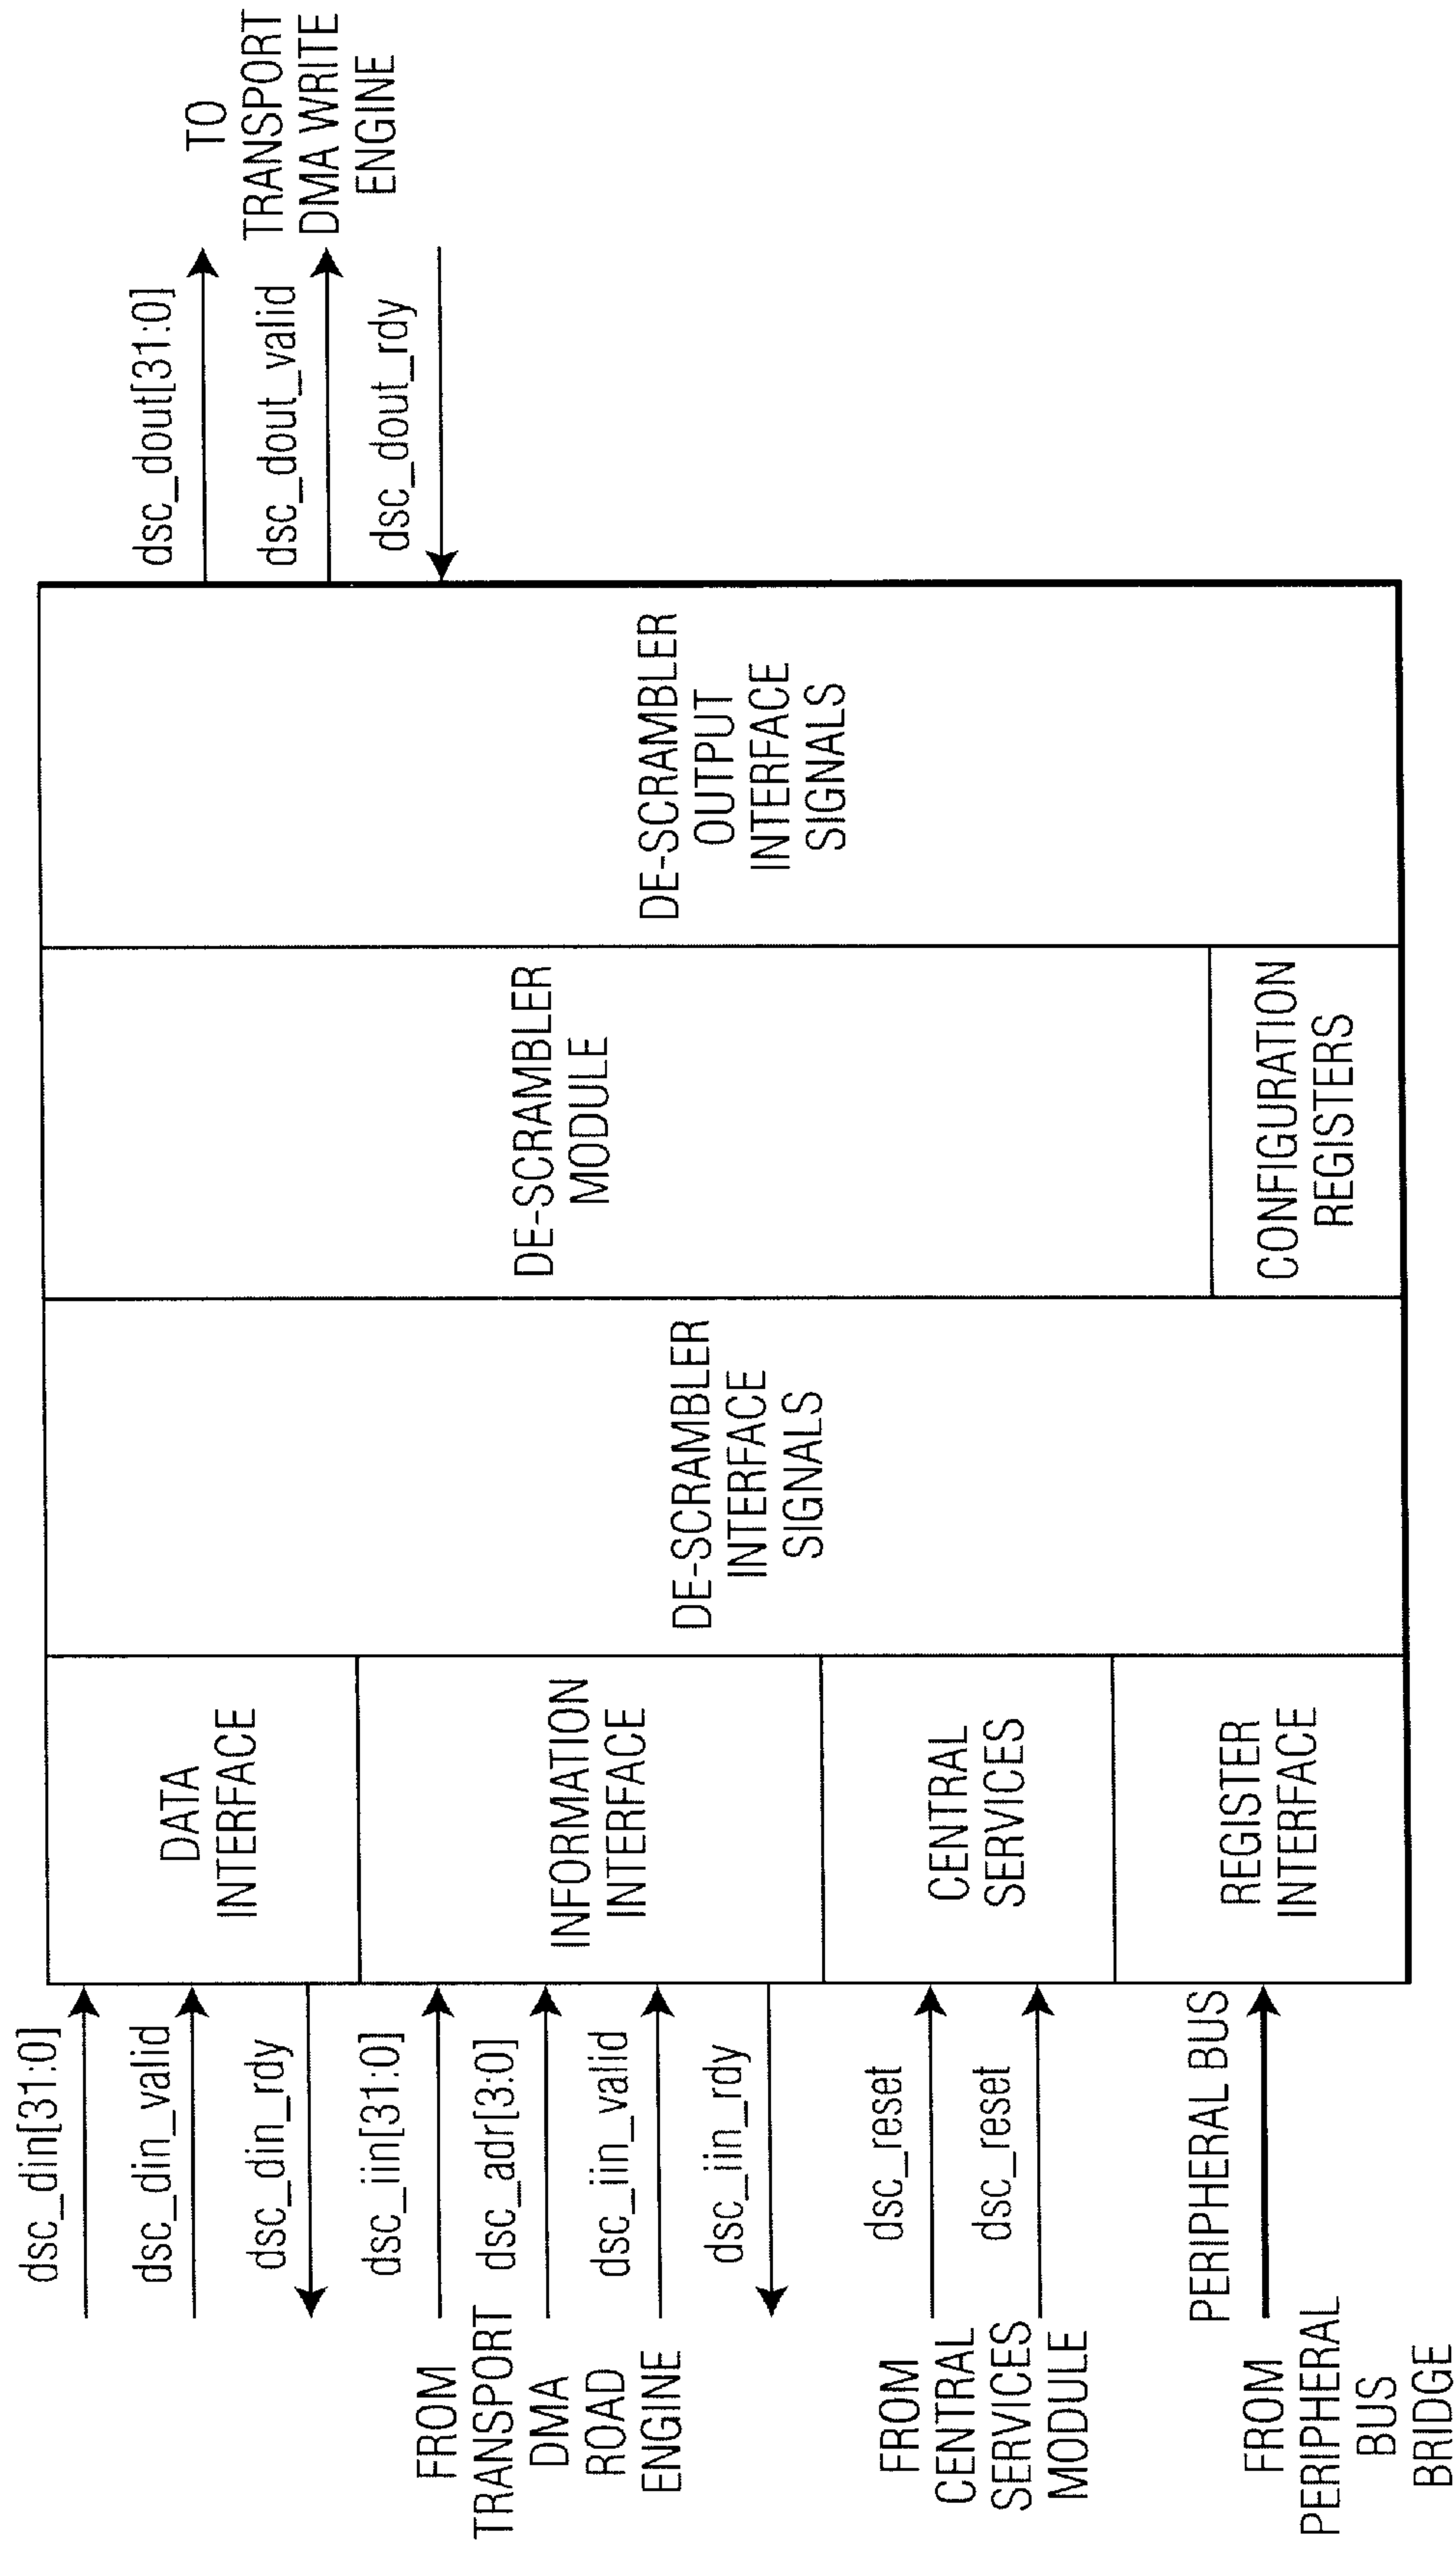 dsc_din[31:0]
dsc_din_valid
dsc_din_rdy
dsc_iin[31:0]
dsc_adr[3:0]
dsc_iin_valid
dsc_iin_rdy
FROM
TRANSPORT
DMA
ROAD
ENGINE
dsc_reset
dsc_reset
FROM
CENTRAL
SERVICES
MODULE
PERIPHERAL BUS
FROM
PERIPHERAL
BUS
BRIDGE
DATA
INTERFACE
INFORMATION
INTERFACE
CENTRAL
SERVICES
REGISTER
INTERFACE
DE-SCRAMBLER
INTERFACE
SIGNALS
DE-SCRAMBLER
MODULE
CONFIGURATION
REGISTERS
DE-SCRAMBLER
OUTPUT
INTERFACE
SIGNALS
dsc_dout[31:0]
dsc_dout_valid
dsc_dout_rdy
TO
TRANSPORT
DMA WRITE
ENGINE